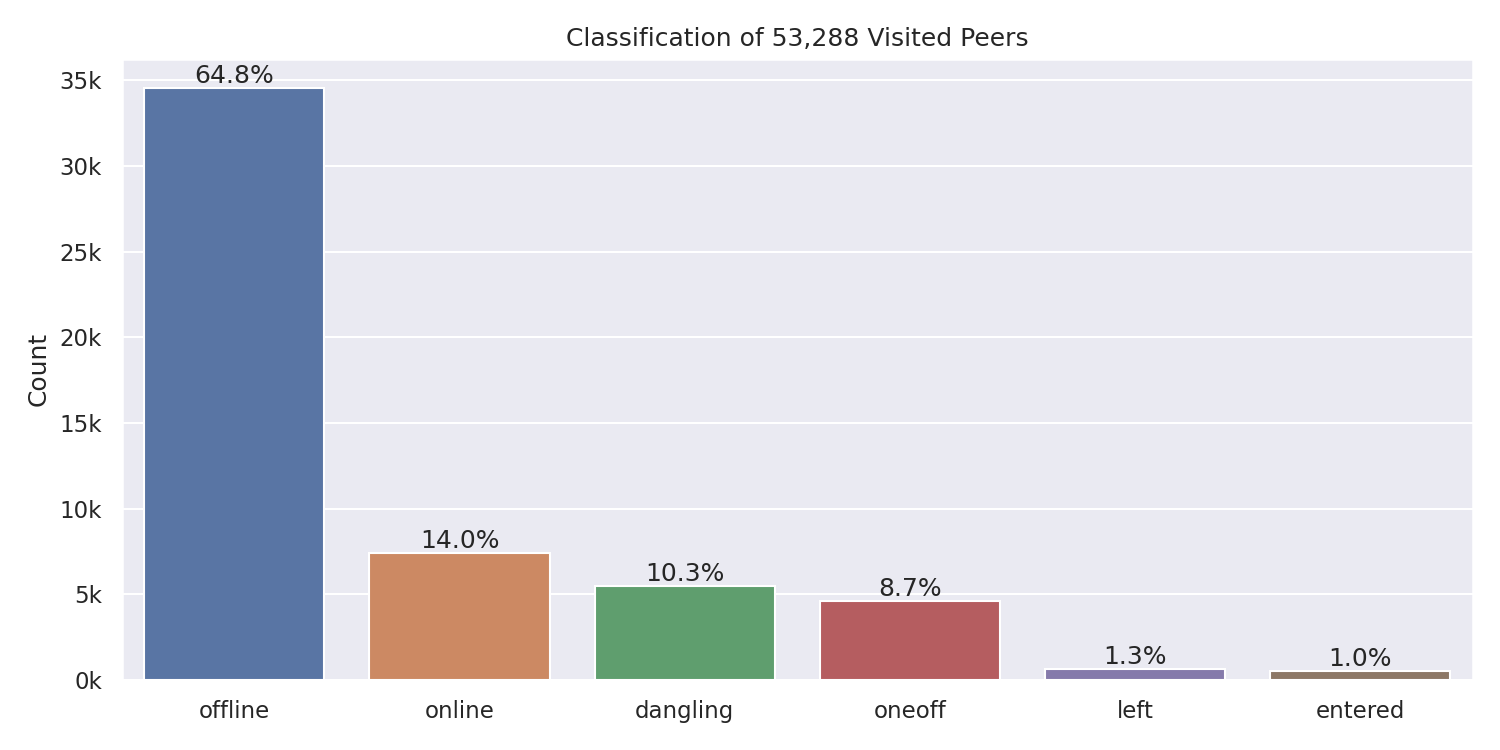 Classification of 53,288 Visited Peers
Count
35k
30k
25k
20k
15k
10k
5k
0k
64.8%
14.0%
10.3%
8.7%
1.3%
1.0%
offline
online
dangling
oneoff
left
entered